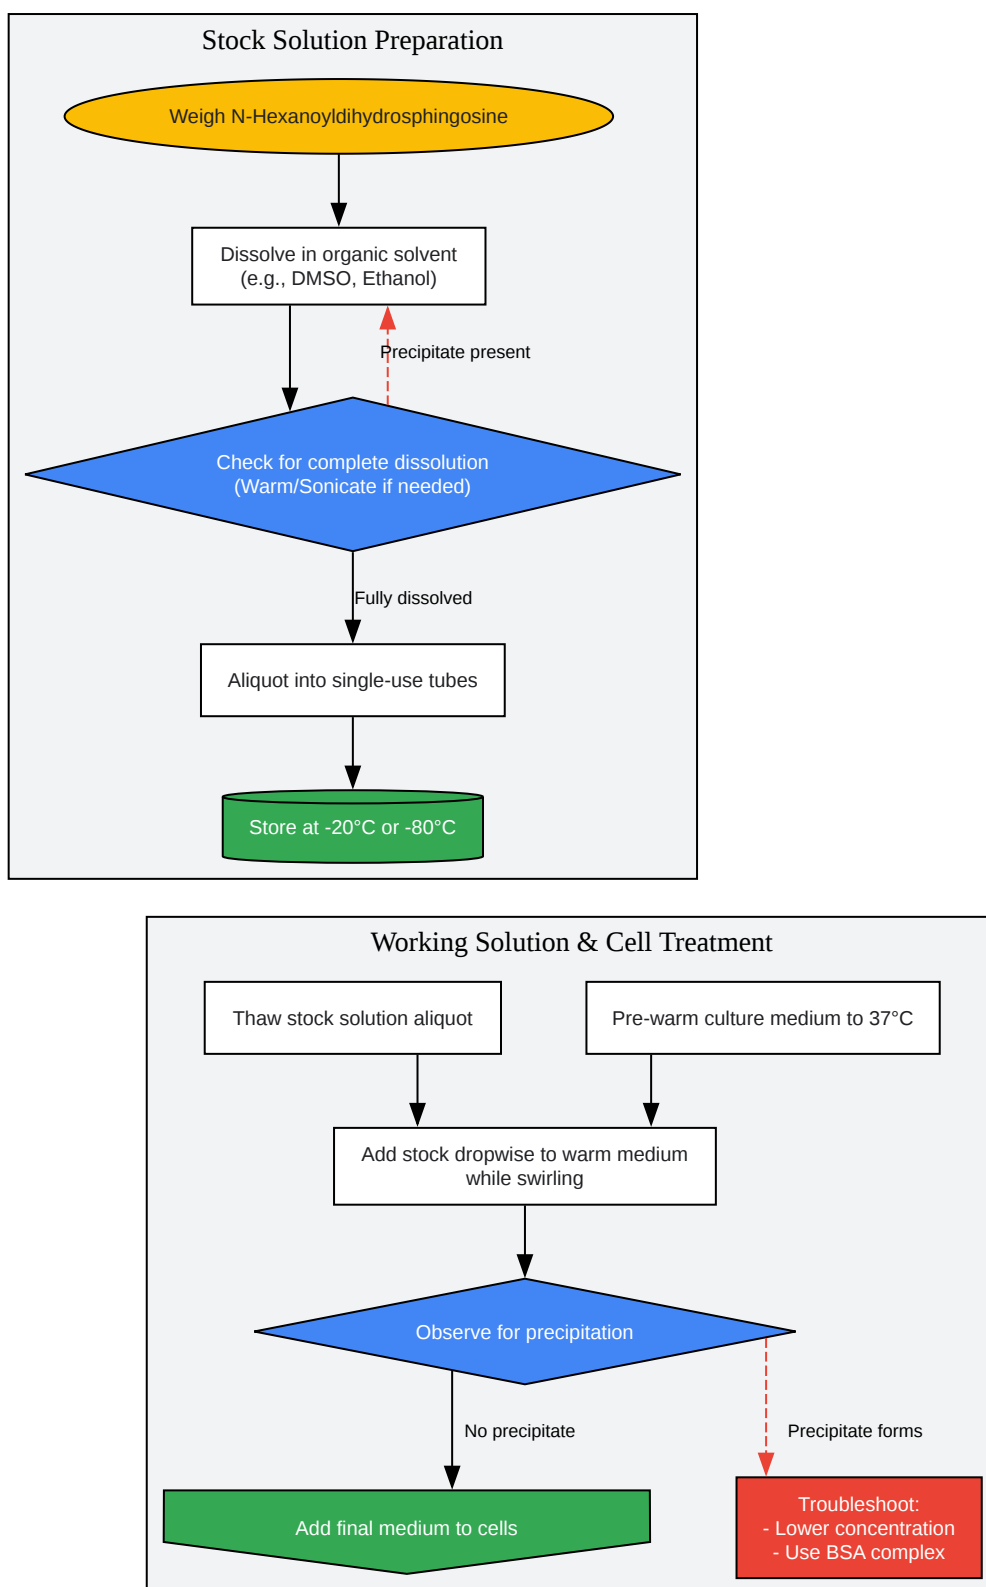 Stock Solution Preparation
Weigh N-Hexanoyldihydrosphingosine
Dissolve in organic solvent
(e.g., DMSO, Ethanol)
Precipitate present
Check for complete dissolution
(Warm/Sonicate if needed)
Fully dissolved
Aliquot into single-use tubes
Store at -20°C or -80°C
Working Solution & Cell Treatment
Thaw stock solution aliquot
Pre-warm culture medium to 37°C
Add stock dropwise to warm medium
while swirling
Observe for precipitation
No precipitate
Precipitate forms
Add final medium to cells
Troubleshoot:
- Lower concentration
- Use BSA complex